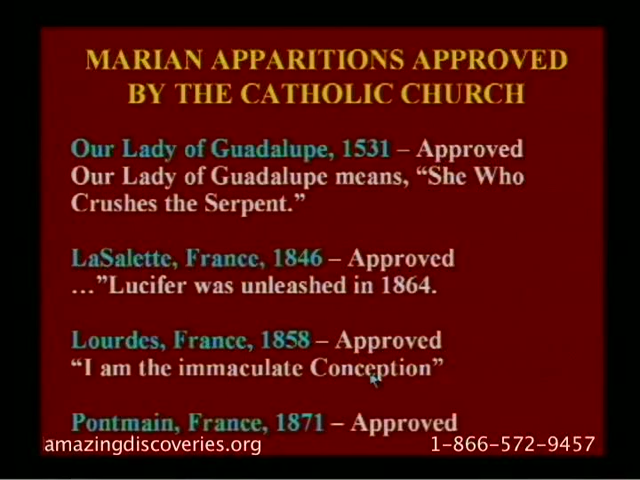 MARIAN APPARITIONS APPROVED
BY THE CATHOLIC CHURCH
Our Lady of Guadalupe, 1531 – Approved
Our Lady of Guadalupe means, “She Who
Crushes the Serpent.”
LaSalette, France, 1846 – Approved
…”Lucifer was unleashed in 1864.
Lourdes, France, 1858 – Approved
“I am the immaculate Conception”
Pontmain, France, 1871 – Approved
amazingdiscoveries.org 1-866-572-9457